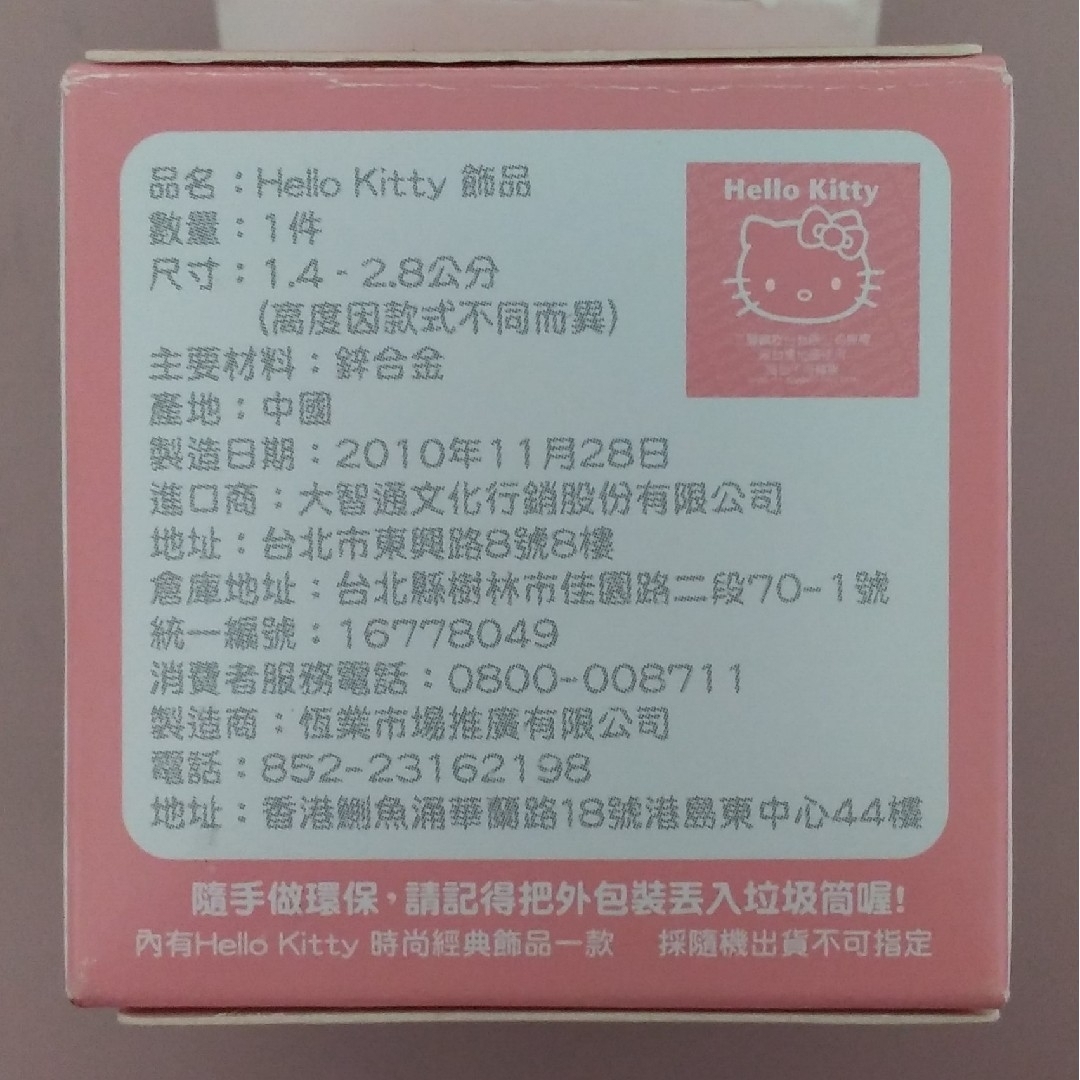 品名：Hello Kitty 飾品
數量：1件
尺寸：1.4 - 2.8公分
(高度因款式不同而異)
主要材料：鋅合金
產地：中國
製造日期：2010年11月28日
進口商：大智通文化行銷股份有限公司
地址：台北市東興路8號8樓
倉庫地址：台北縣樹林市佳園路二段70-1號
統一編號：16778049
消費者服務電話：0800-008711
製造商：恆業市場推廣有限公司
電話：852-23162198
地址：香港鰂魚涌華蘭路18號港島東中心44樓
Hello Kitty
隨手做環保，請記得把外包裝丟入垃圾筒喔!
內有Hello Kitty 時尚經典飾品一款 採隨機出貨不可指定